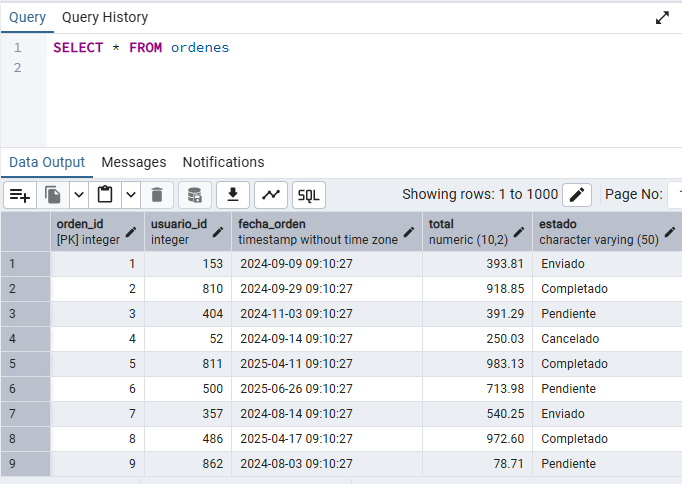 Query Query History
1 SELECT * FROM ordenes
2
Data Output Messages Notifications
SQL Showing rows: 1 to 1000 Page No:
orden_id usuario_id fecha_orden total estado
[PK] integer integer timestamp without time zone numeric (10,2) character varying (50)
1 1 153 2024-09-09 09:10:27 393.81 Enviado
2 2 810 2024-09-29 09:10:27 918.85 Completado
3 3 404 2024-11-03 09:10:27 391.29 Pendiente
4 4 52 2024-09-14 09:10:27 250.03 Cancelado
5 5 811 2025-04-11 09:10:27 983.13 Completado
6 6 500 2025-06-26 09:10:27 713.98 Pendiente
7 7 357 2024-08-14 09:10:27 540.25 Enviado
8 8 486 2025-04-17 09:10:27 972.60 Completado
9 9 862 2024-08-03 09:10:27 78.71 Pendiente